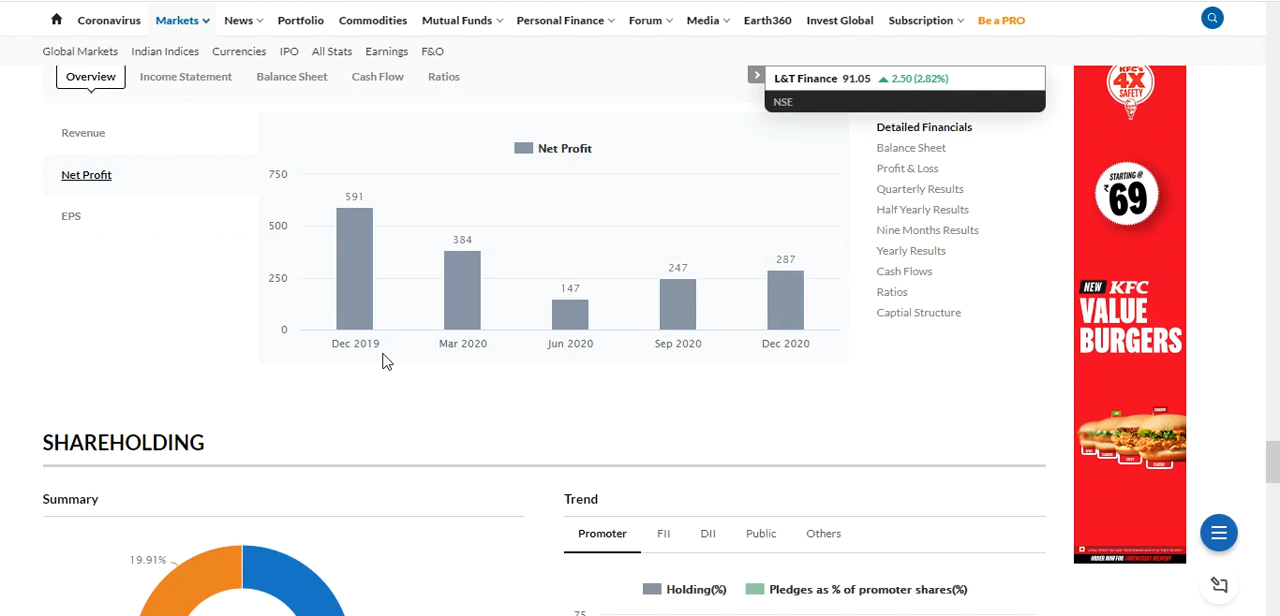 Coronavirus Markets News Portfolio Commodities Mutual Funds Personal Finance Forum Media Earth360 Invest Global Subscription Be a PRO
Global Markets Indian Indices Currencies IPO All Stats Earnings F&O
Overview Income Statement Balance Sheet Cash Flow Ratios
L&T Finance 91.05 2.50 (2.82%)
NSE
Revenue
Net Profit
EPS
Net Profit
750
500
250
0
591
384
147
247
287
Dec 2019 Mar 2020 Jun 2020 Sep 2020 Dec 2020
Detailed Financials
Balance Sheet
Profit & Loss
Quarterly Results
Half Yearly Results
Nine Months Results
Yearly Results
Cash Flows
Ratios
Captial Structure
KFC's
4X
SAFETY
STARTING @
₹69
NEW KFC
VALUE
BURGERS
SHAREHOLDING
Summary
19.91%
Trend
Promoter FII DII Public Others
Holding(%) Pledges as % of promoter shares(%)
75